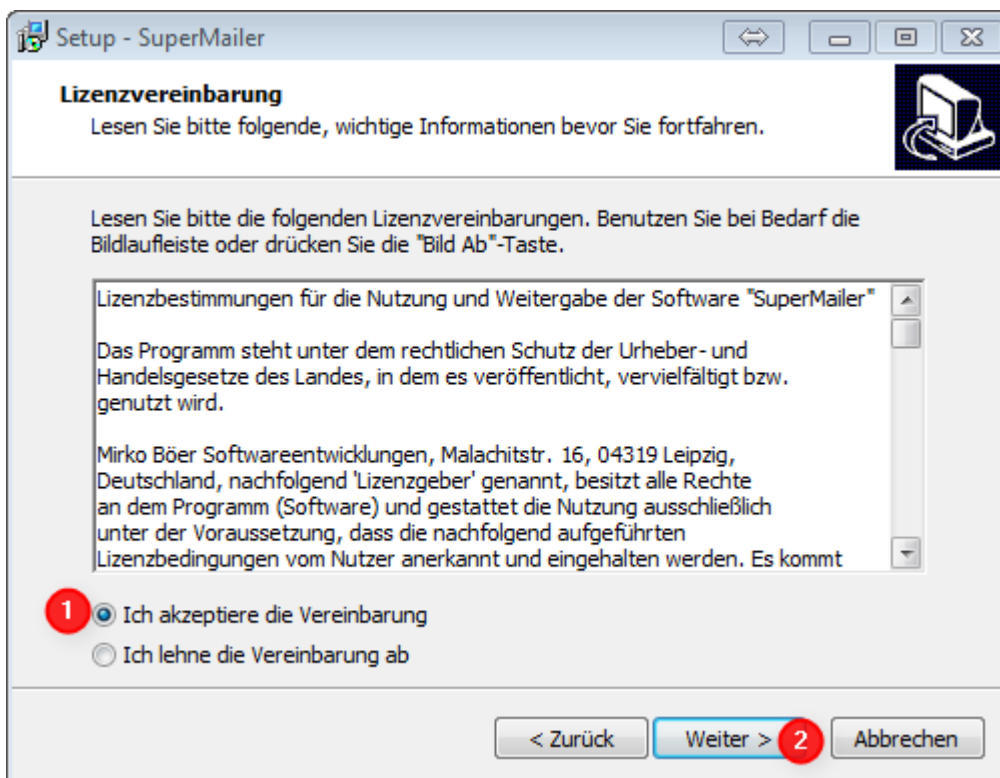 Setup - SuperMailer
Lizenzvereinbarung
Lesen Sie bitte folgende, wichtige Informationen bevor Sie fortfahren.
Lesen Sie bitte die folgenden Lizenzvereinbarungen. Benutzen Sie bei Bedarf die
Bildlaufleiste oder drücken Sie die "Bild Ab"-Taste.
Lizenzbestimmungen für die Nutzung und Weitergabe der Software "SuperMailer"
Das Programm steht unter dem rechtlichen Schutz der Urheber- und
Handelsgesetze des Landes, in dem es veröffentlicht, vervielfältigt bzw.
genutzt wird.
Mirko Böer Softwareentwicklungen, Malachitstr. 16, 04319 Leipzig,
Deutschland, nachfolgend 'Lizenzgeber' genannt, besitzt alle Rechte
an dem Programm (Software) und gestattet die Nutzung ausschließlich
unter der Voraussetzung, dass die nachfolgend aufgeführten
Lizenzbedingungen vom Nutzer anerkannt und eingehalten werden. Es kommt
1 Ich akzeptiere die Vereinbarung
Ich lehne die Vereinbarung ab
< Zurück Weiter > 2 Abbrechen